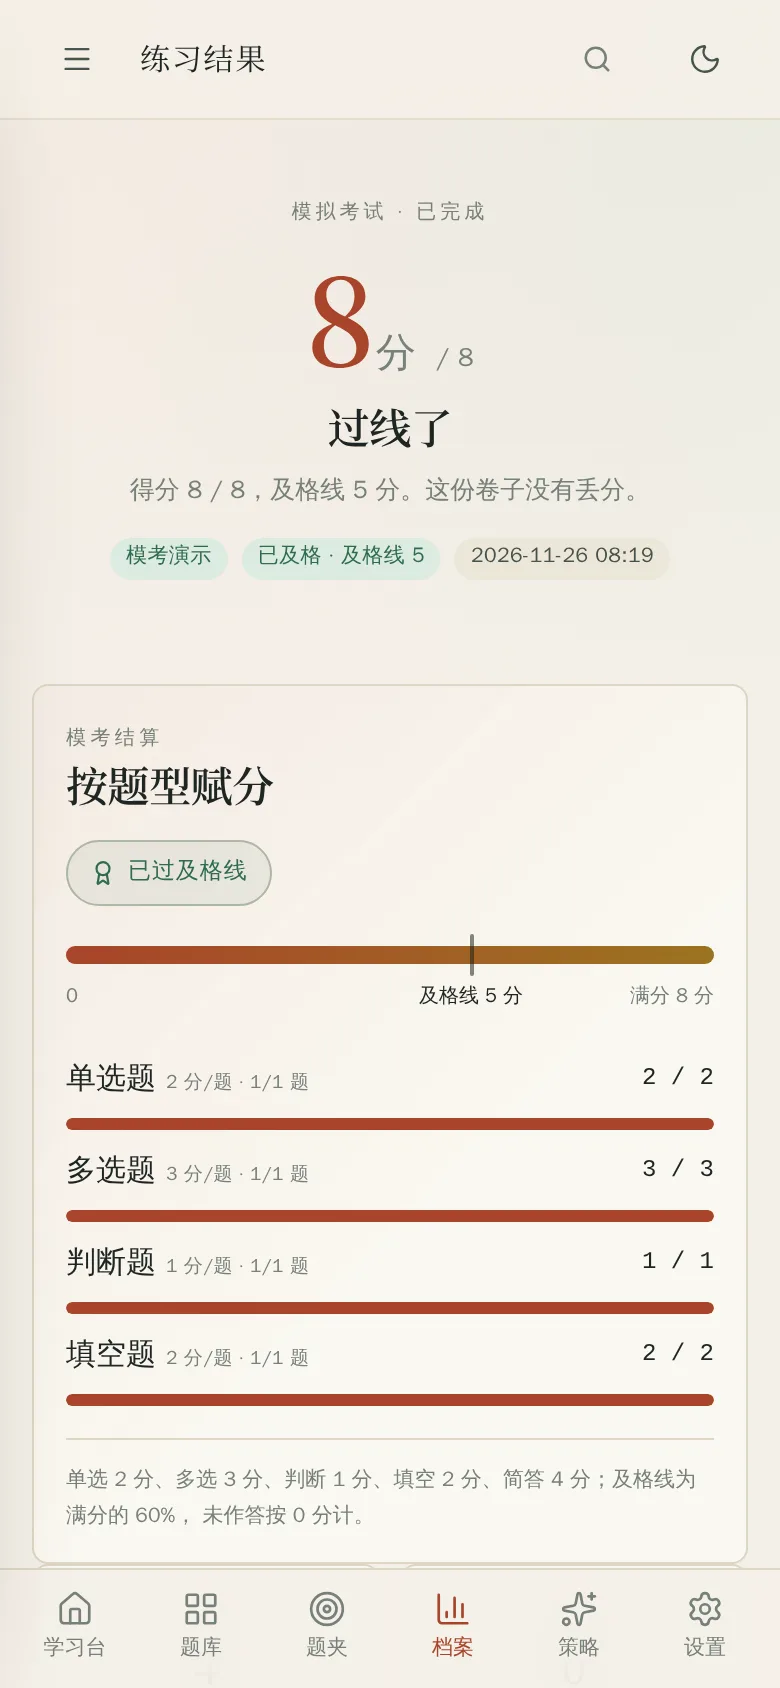 练习结果
模拟考试 · 已完成
8分 / 8
过线了
得分 8 / 8，及格线 5 分。这份卷子没有丢分。
模考演示 已及格 · 及格线 5 2026-11-26 08:19
模考结算
按题型赋分
已过及格线
0 及格线 5 分 满分 8 分
单选题 2 分/题 · 1/1 题 2 / 2
多选题 3 分/题 · 1/1 题 3 / 3
判断题 1 分/题 · 1/1 题 1 / 1
填空题 2 分/题 · 1/1 题 2 / 2
单选 2 分、多选 3 分、判断 1 分、填空 2 分、简答 4 分；及格线为
满分的 60%， 未作答按 0 分计。
学习台 题库 题夹 档案 策略 设置